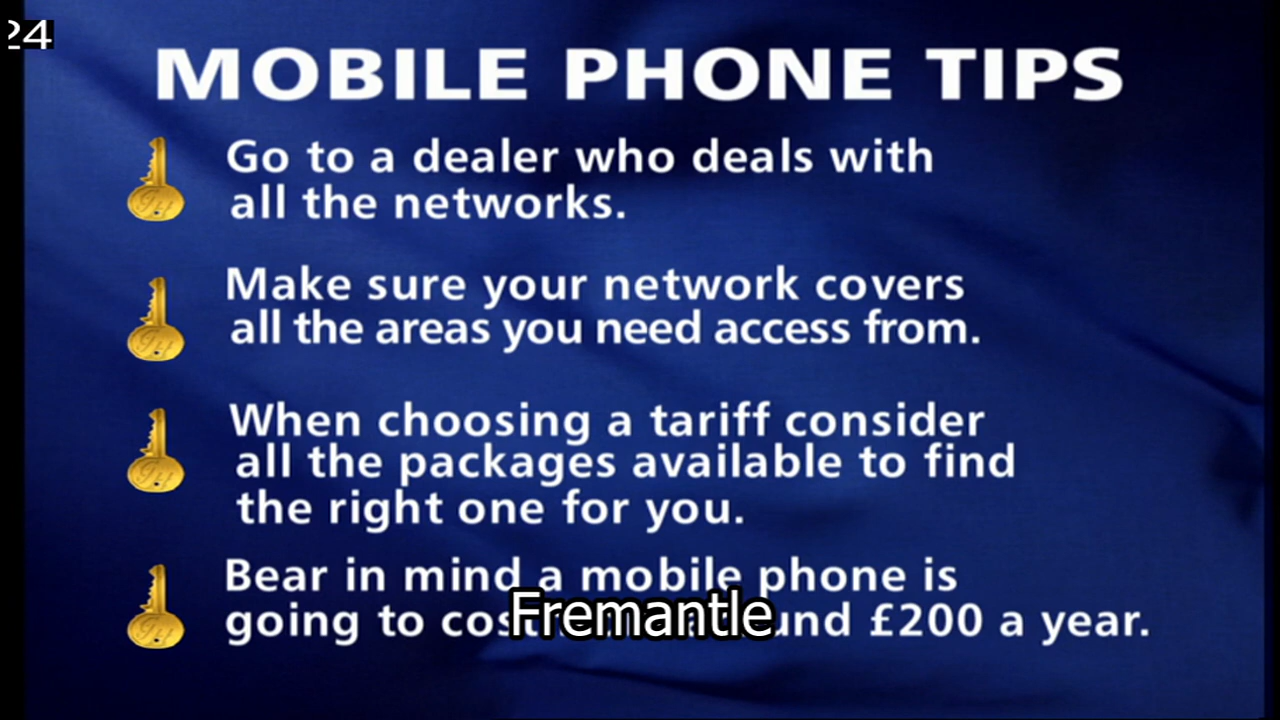 24
MOBILE PHONE TIPS
Go to a dealer who deals with
all the networks.
Make sure your network covers
all the areas you need access from.
When choosing a tariff consider
all the packages available to find
the right one for you.
Bear in mind a mobile phone is
going to und £200 a year.
Fremantle